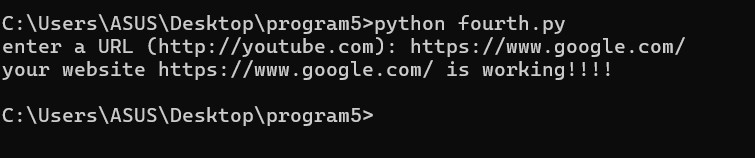 C:\Users\ASUS\Desktop\program5>python fourth.py
enter a URL (http://youtube.com): https://www.google.com/
your website https://www.google.com/ is working!!!!
C:\Users\ASUS\Desktop\program5>